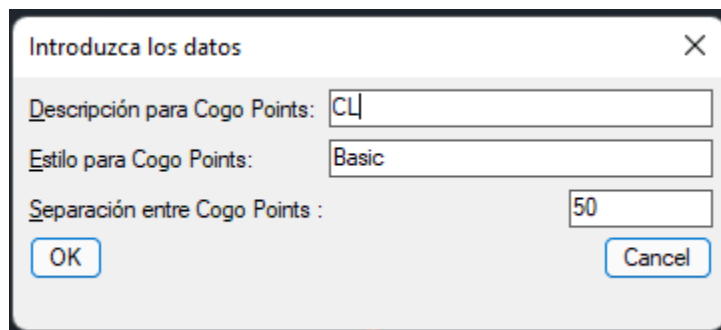 Introduzca los datos
Descripción para Cogo Points: CL
Estilo para Cogo Points: Basic
Separación entre Cogo Points : 50
OK Cancel